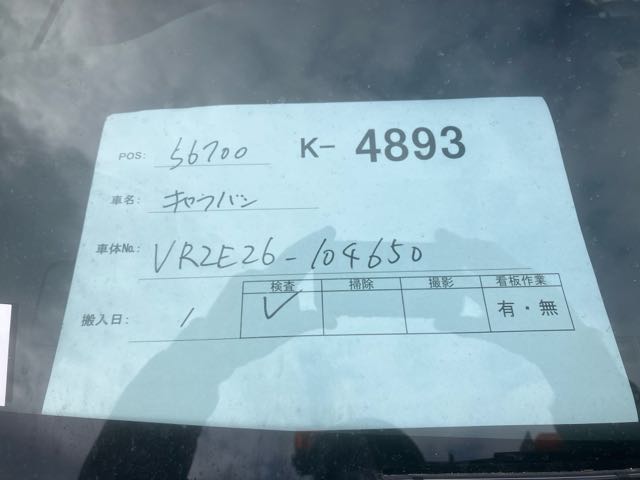 POS: 56700 K- 4893
車名: キャラバン
車体No.: VR2E26-104650
搬入日: 1
検査 掃除 撮影 看板作業
✓ 有・無